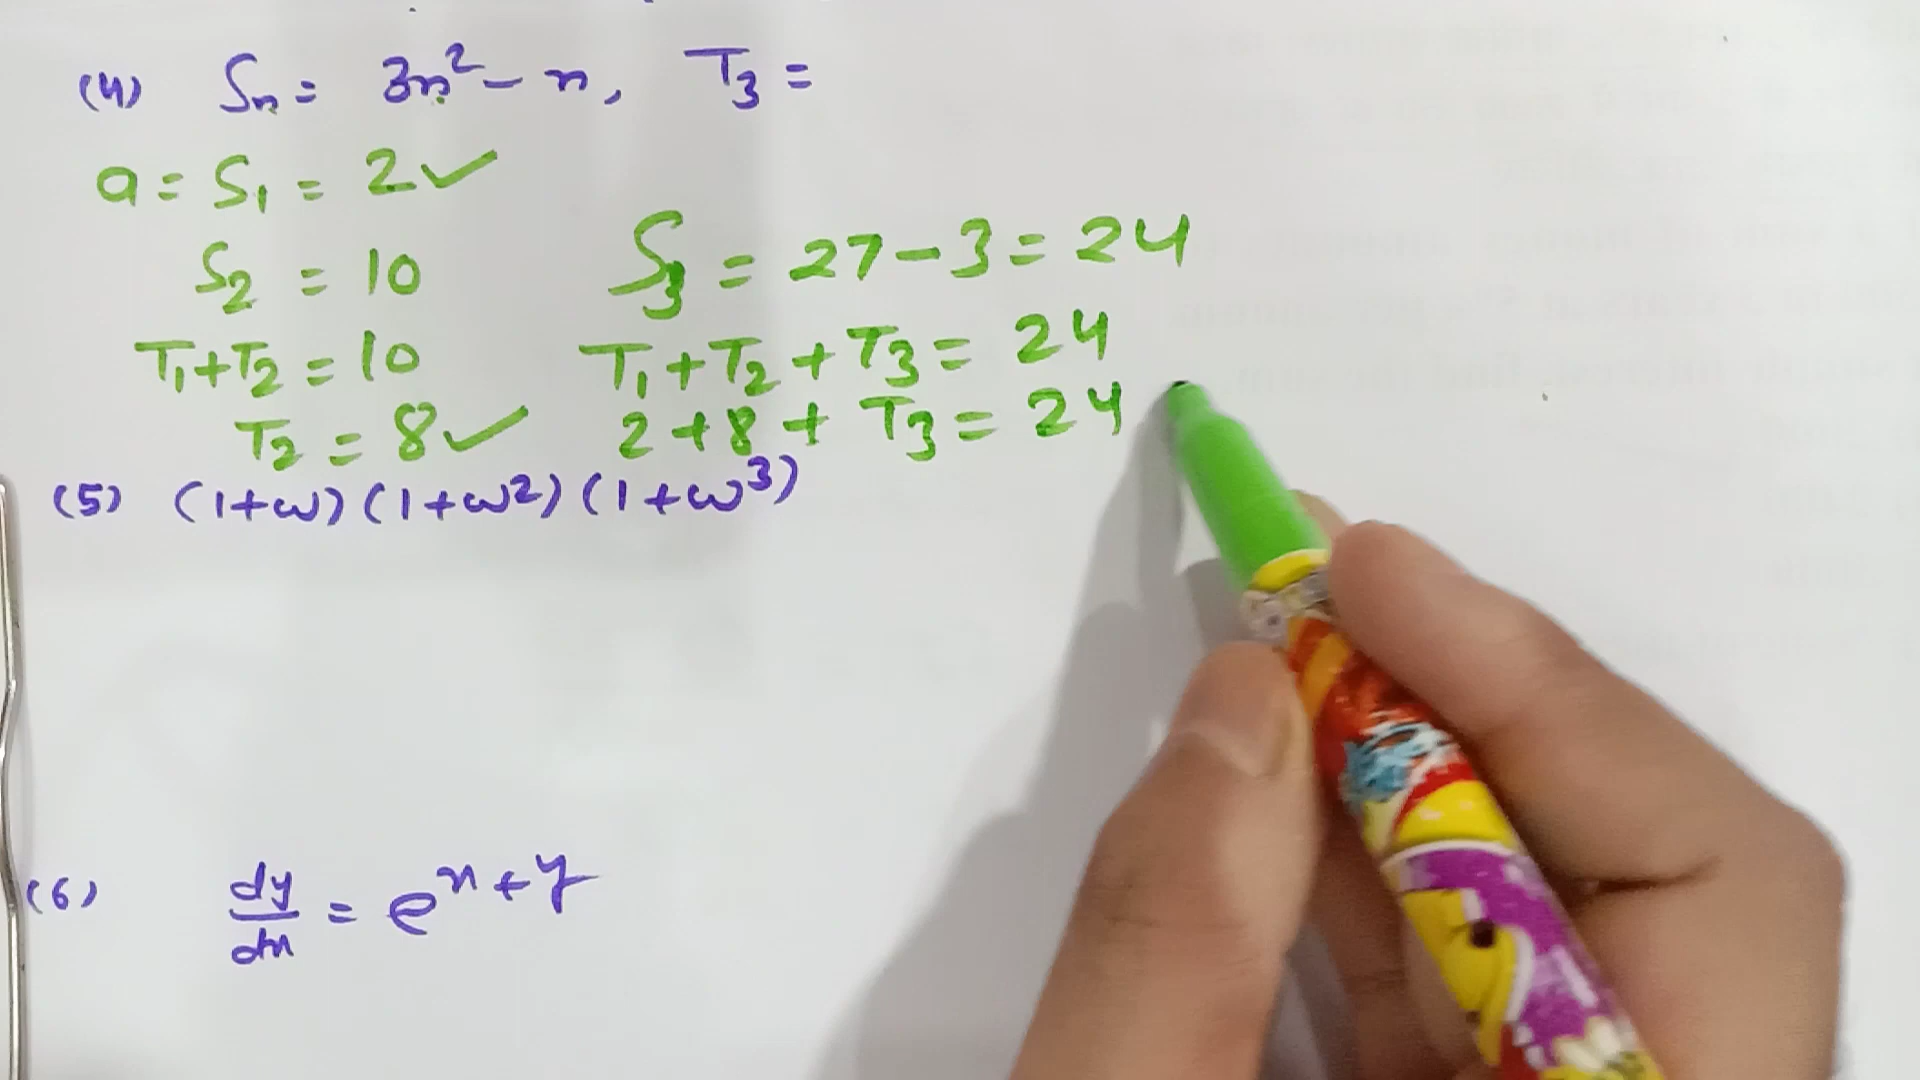 (4) Sn = 3n² - n, T₃ =
a = S₁ = 2 ✓
S₂ = 10 S₃ = 27 - 3 = 24
T₁ + T₂ = 10 T₁ + T₂ + T₃ = 24
T₂ = 8 ✓ 2 + 8 + T₃ = 24
(5) (1+ω)(1+ω²)(1+ω³)
(6) dy/dx = e^x+y